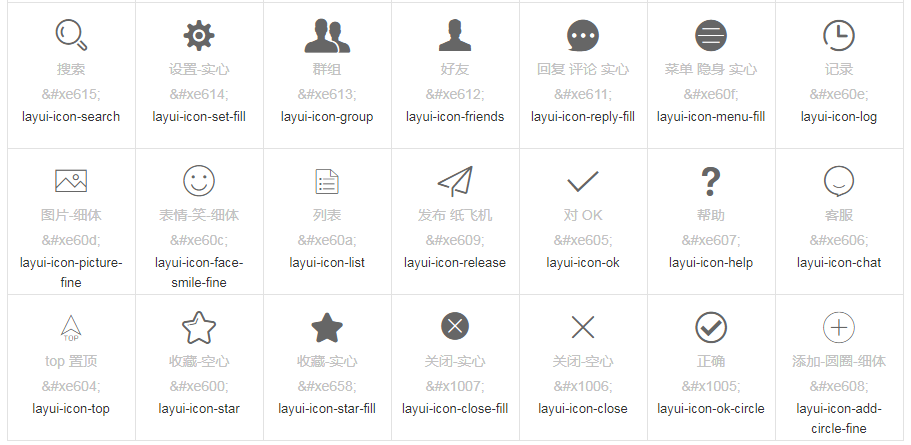 搜索 设置-实心 群组 好友 回复 评论 实心 菜单 隐身 实心 记录
&#xe615; &#xe614; &#xe613; &#xe612; &#xe611; &#xe60f; &#xe60e;
layui-icon-search layui-icon-set-fill layui-icon-group layui-icon-friends layui-icon-reply-fill layui-icon-menu-fill layui-icon-log
图片-细体 表情-笑-细体 列表 发布 纸飞机 对 OK 帮助 客服
&#xe60d; &#xe60c; &#xe60a; &#xe609; &#xe605; &#xe607; &#xe606;
layui-icon-picture- layui-icon-face- layui-icon-list layui-icon-release layui-icon-ok layui-icon-help layui-icon-chat
fine smile-fine
TOP
top 置顶 收藏-空心 收藏-实心 关闭-实心 关闭-空心 正确 添加-圆圈-细体
&#xe604; &#xe600; &#xe658; &#x1007; &#x1006; &#x1005; &#xe608;
layui-icon-top layui-icon-star layui-icon-star-fill layui-icon-close-fill layui-icon-close layui-icon-ok-circle layui-icon-add-
circle-fine